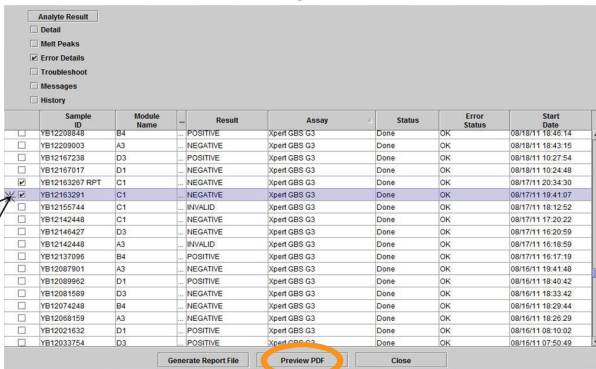 Analyte Result
Detail
Melt Peaks
Error Details
Troubleshoot
Messages
History
Sample ID Module Name ... Result Assay Status Error Status Start Date
YB12208848 B4 ... POSITIVE Xpert GBS G3 Done OK 08/18/11 18:46:14
YB12209003 A3 ... NEGATIVE Xpert GBS G3 Done OK 08/18/11 18:43:15
YB12167238 D3 ... POSITIVE Xpert GBS G3 Done OK 08/18/11 10:27:54
YB12167017 D1 ... NEGATIVE Xpert GBS G3 Done OK 08/18/11 10:24:48
YB12163267 RPT C1 ... NEGATIVE Xpert GBS G3 Done OK 08/17/11 20:34:30
YB12163291 C1 ... NEGATIVE Xpert GBS G3 Done OK 08/17/11 19:41:07
YB12155744 C1 ... INVALID Xpert GBS G3 Done OK 08/17/11 18:12:52
YB12142448 C1 ... NEGATIVE Xpert GBS G3 Done OK 08/17/11 17:20:22
YB12146427 D3 ... NEGATIVE Xpert GBS G3 Done OK 08/17/11 16:20:59
YB12142448 A3 ... INVALID Xpert GBS G3 Done OK 08/17/11 16:18:59
YB12137096 B4 ... POSITIVE Xpert GBS G3 Done OK 08/17/11 16:17:19
YB12087901 A3 ... NEGATIVE Xpert GBS G3 Done OK 08/16/11 19:41:48
YB12089962 D1 ... POSITIVE Xpert GBS G3 Done OK 08/16/11 18:40:42
YB12081589 D3 ... NEGATIVE Xpert GBS G3 Done OK 08/16/11 18:33:42
YB12074248 B4 ... NEGATIVE Xpert GBS G3 Done OK 08/16/11 18:29:44
YB12068159 A3 ... NEGATIVE Xpert GBS G3 Done OK 08/16/11 18:26:29
YB12021632 D1 ... POSITIVE Xpert GBS G3 Done OK 08/16/11 08:10:02
YB12033754 D3 ... POSITIVE Xpert GBS G3 Done OK 08/16/11 07:50:49
Generate Report File Preview PDF Close